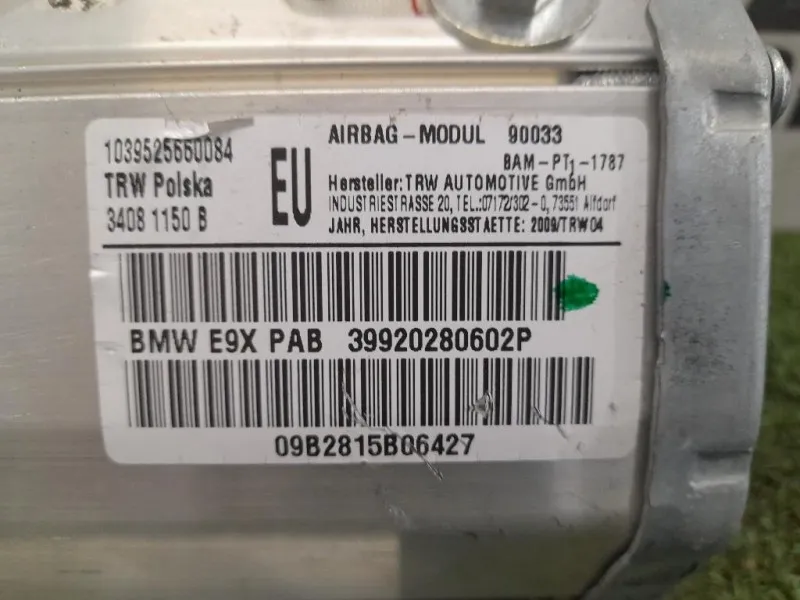 1039525660084
TRW Polska
3408 1150 B
EU
AIRBAG-MODUL 90033
BAM-PT1-1787
Hersteller: TRW AUTOMOTIVE GmbH
INDUSTRIESTRASSE 20, TEL.:07172/302-0, 73551 Alfdorf
JAHR, HERSTELLUNGSSTAETTE: 2009/TRW04
BMW E9X PAB 39920280602P
09B2815B06427